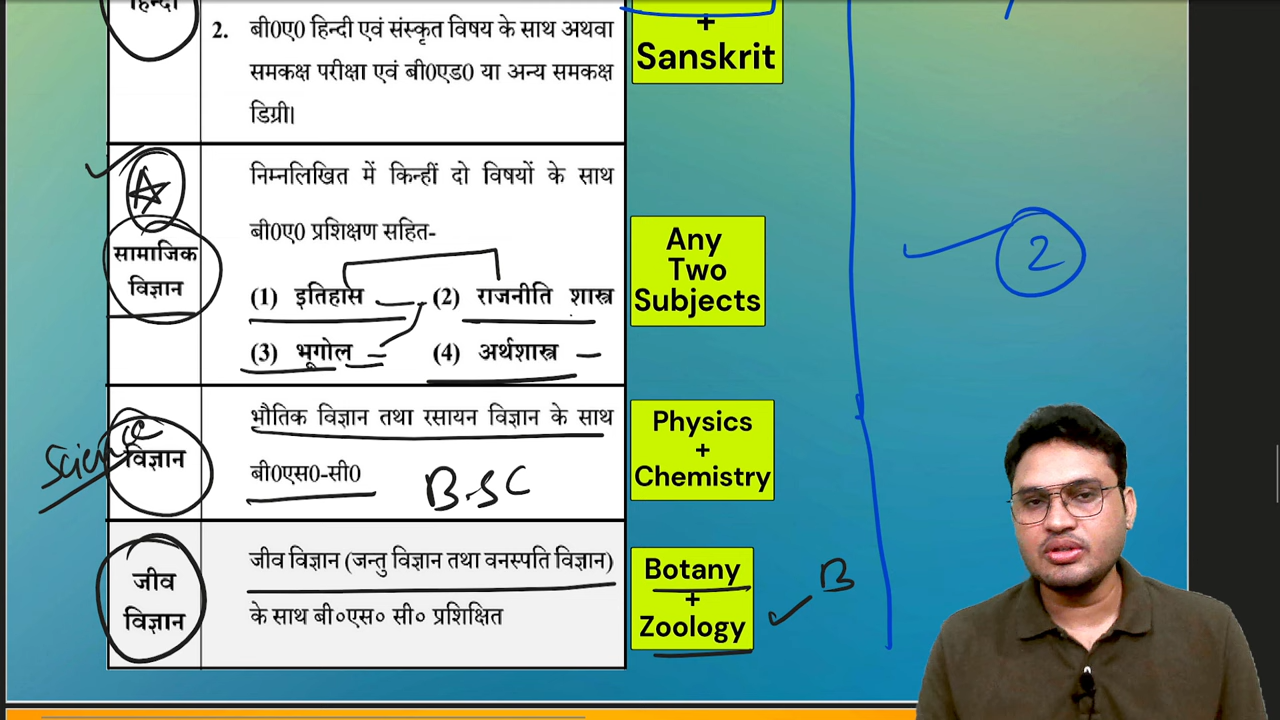 हिन्दी
2. बी0ए0 हिन्दी एवं संस्कृत विषय के साथ अथवा
समकक्ष परीक्षा एवं बी0एड0 या अन्य समकक्ष
डिग्री।
+
Sanskrit
सामाजिक
विज्ञान
निम्नलिखित में किन्हीं दो विषयों के साथ
बी0ए0 प्रशिक्षण सहित-
(1) इतिहास (2) राजनीति शास्त्र
(3) भूगोल (4) अर्थशास्त्र
Any
Two
Subjects
2
Science
विज्ञान
भौतिक विज्ञान तथा रसायन विज्ञान के साथ
बी0एस0-सी0
B.SC
Physics
+
Chemistry
जीव
विज्ञान
जीव विज्ञान (जन्तु विज्ञान तथा वनस्पति विज्ञान)
के साथ बी०एस० सी० प्रशिक्षित
Botany
+
Zoology
B